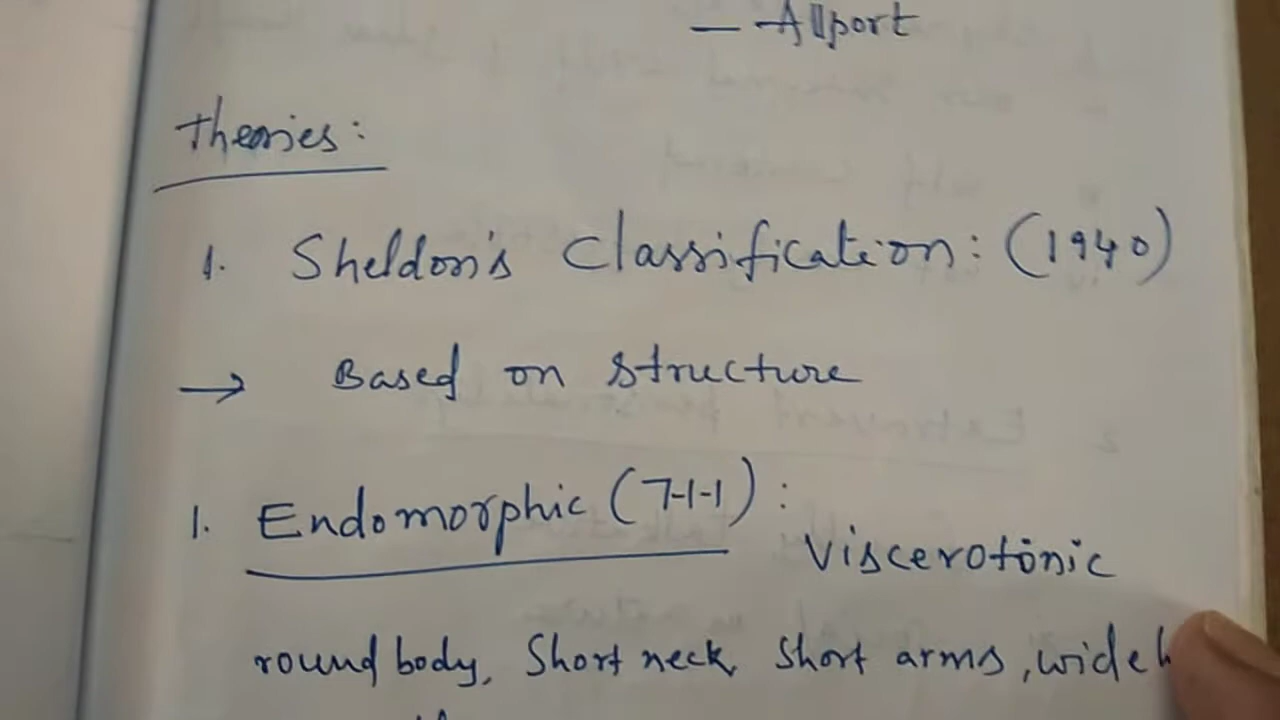 — Allport
Theories:
1. Sheldon's Classification: (1940)
→ Based on structure
1. Endomorphic (7-1-1):
Viscerotonic
round body, Short neck, Short arms, wide